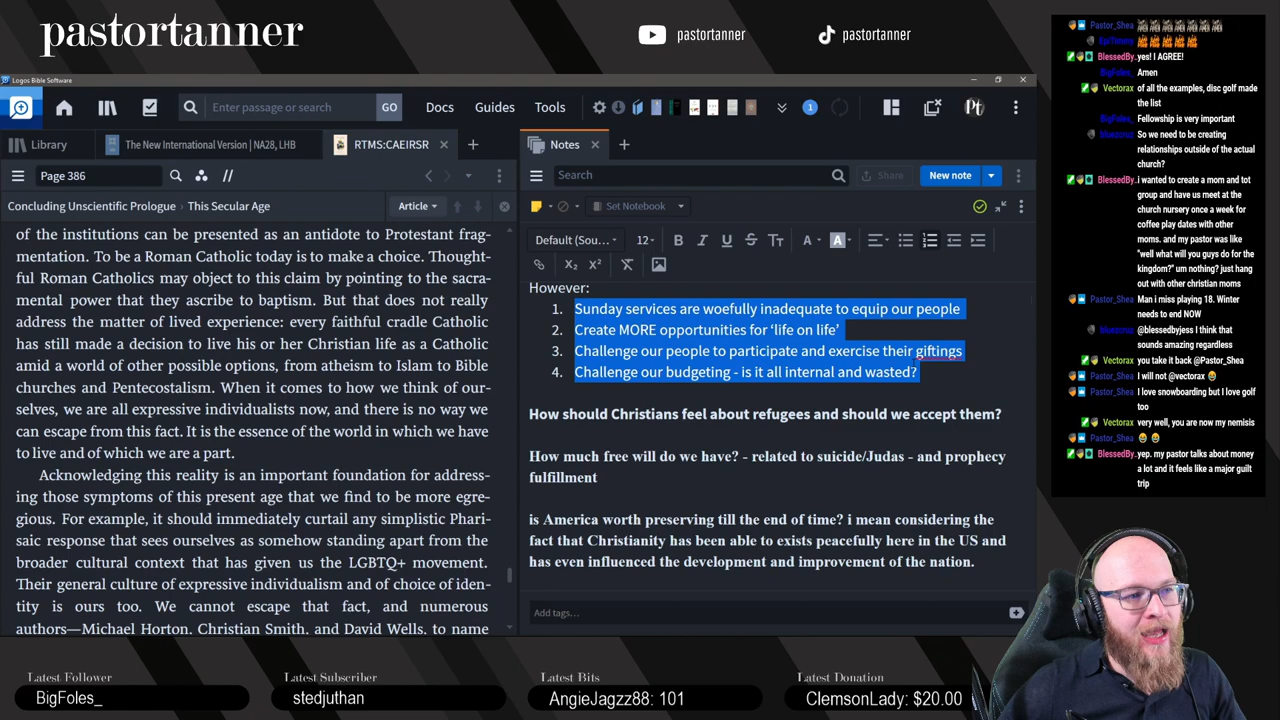 pastortanner
pastortanner
pastortanner
Logos Bible Software
Enter passage or search
GO
Docs
Guides
Tools
1
Pt
Library
The New International Version | NA28, LHB
RTMS:CAEIRSR
Notes
Page 386
Concluding Unscientific Prologue › This Secular Age
Article
of the institutions can be presented as an antidote to Protestant frag-
mentation. To be a Roman Catholic today is to make a choice. Thought-
ful Roman Catholics may object to this claim by pointing to the sacra-
mental power that they ascribe to baptism. But that does not really
address the matter of lived experience: every faithful cradle Catholic
has still made a decision to live his or her Christian life as a Catholic
amid a world of other possible options, from atheism to Islam to Bible
churches and Pentecostalism. When it comes to how we think of our-
selves, we are all expressive individualists now, and there is no way we
can escape from this fact. It is the essence of the world in which we have
to live and of which we are a part.
Acknowledging this reality is an important foundation for address-
ing those symptoms of this present age that we find to be more egre-
gious. For example, it should immediately curtail any simplistic Phari-
saic response that sees ourselves as somehow standing apart from the
broader cultural context that has given us the LGBTQ+ movement.
Their general culture of expressive individualism and of choice of iden-
tity is ours too. We cannot escape that fact, and numerous
authors—Michael Horton, Christian Smith, and David Wells, to name
Search
Share
New note
Set Notebook
Default (Sou...
12
B I U S Tт
A A
X₂ X²
However:
1. Sunday services are woefully inadequate to equip our people
2. Create MORE opportunities for ‘life on life’
3. Challenge our people to participate and exercise their giftings
4. Challenge our budgeting - is it all internal and wasted?
How should Christians feel about refugees and should we accept them?
How much free will do we have? - related to suicide/Judas - and prophecy
fulfillment
is America worth preserving till the end of time? i mean considering the
fact that Christianity has been able to exists peacefully here in the US and
has even influenced the development and improvement of the nation.
Add tags...
Pastor_Shea
EpiTimmy
BlessedBy.. yes! I AGREE!
BigFoles_ Amen
Vectorax of all the examples, disc golf made
the list
BigFoles_ Fellowship is very important
bluezcruz So we need to be creating
relationships outside of the actual
church?
BlessedBy.. i wanted to create a mom and tot
group and have us meet at the
church nursery once a week for
coffee play dates with other
moms. and my pastor was like
"well what will you guys do for the
kingdom?" um nothing? just hang
out with other christian moms
Pastor_Shea Man i miss playing 18. Winter
needs to end NOW
bluezcruz @blessedbyjess I think that
sounds amazing regardless
Vectorax you take it back @Pastor_Shea
Pastor_Shea I will not @vectorax
Pastor_Shea I love snowboarding but I love golf
too
Vectorax very well, you are now my nemisis
Pastor_Shea
BlessedBy.. yep. my pastor talks about money
a lot and it feels like a major guilt
trip
Latest Follower
BigFoles_
Latest Subscriber
stedjuthan
Latest Bits
AngieJagzz88: 101
Latest Donation
ClemsonLady: $20.00